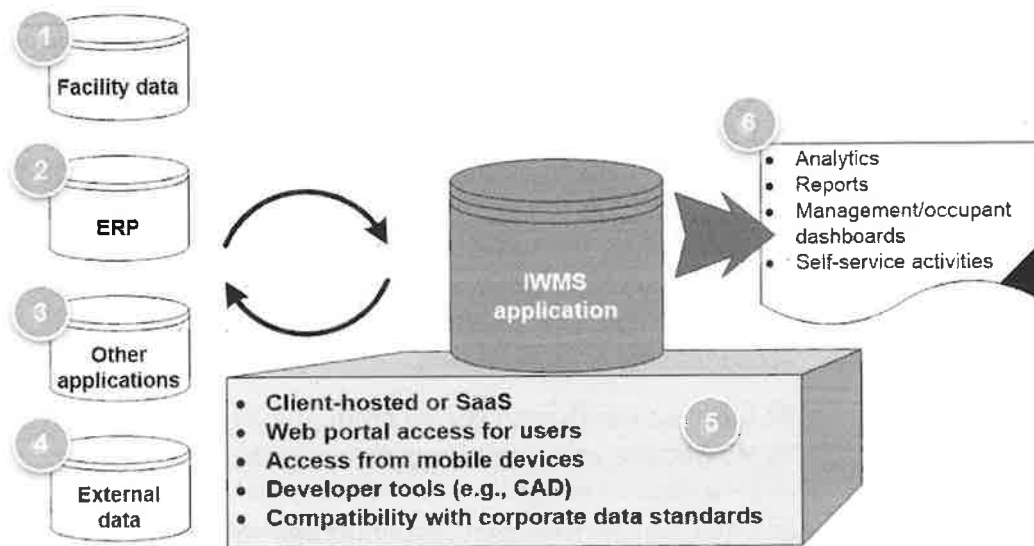 1
Facility data
2
ERP
3
Other
applications
4
External
data
IWMS
application
6
• Analytics
• Reports
• Management/occupant
dashboards
• Self-service activities
5
• Client-hosted or SaaS
• Web portal access for users
• Access from mobile devices
• Developer tools (e.g., CAD)
• Compatibility with corporate data standards